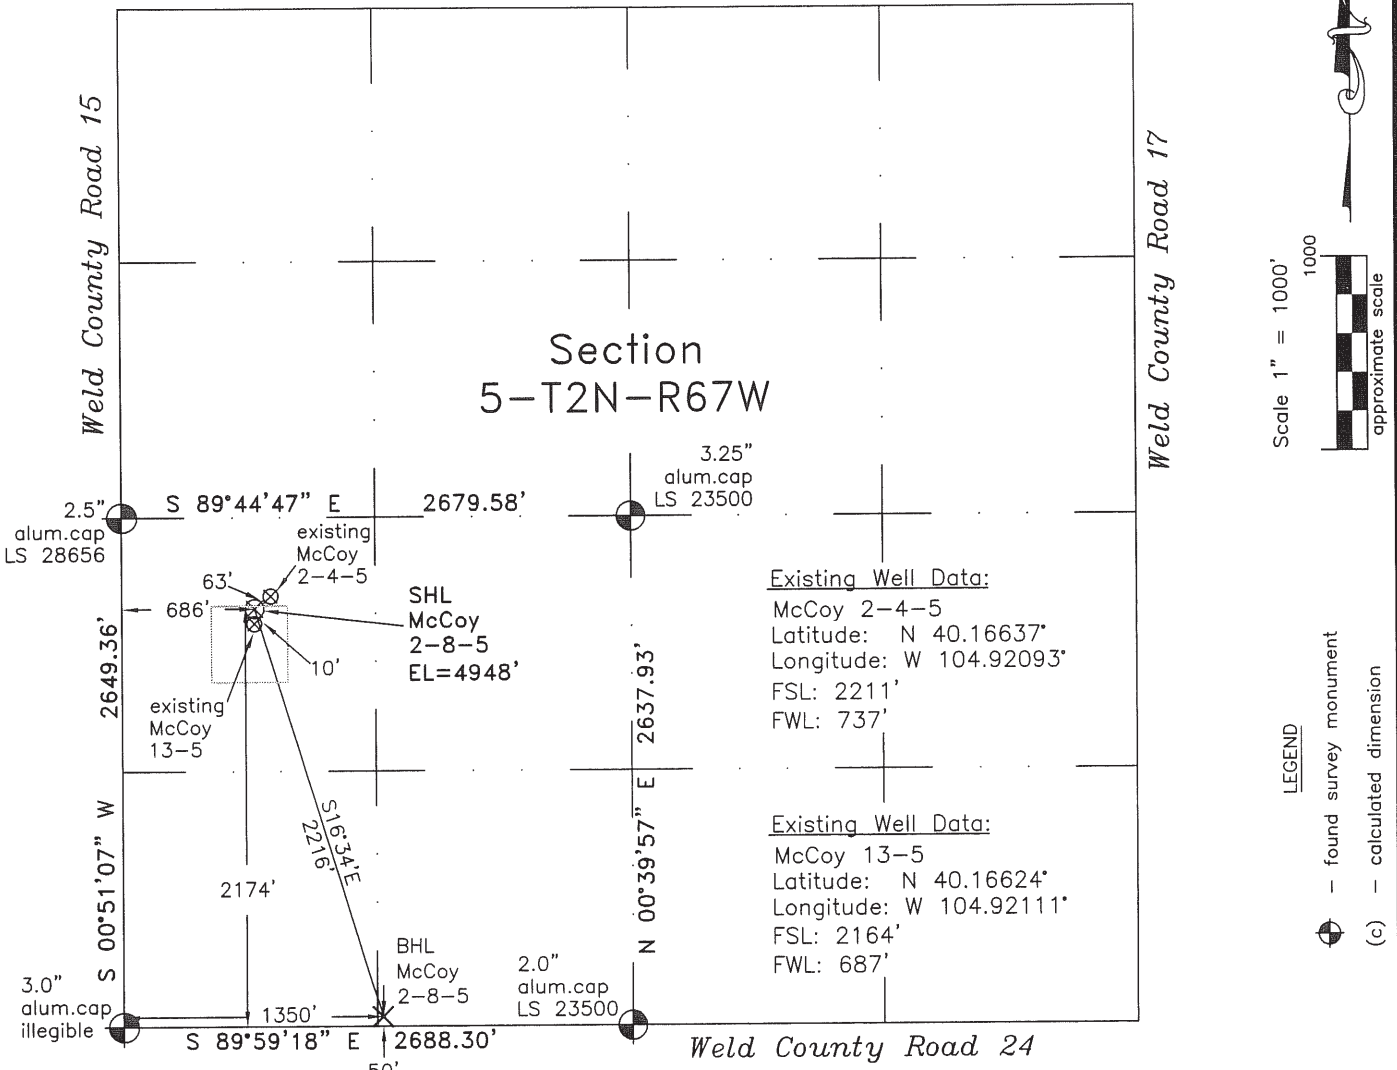 Weld County Road 15
Weld County Road 17
1000
Scale 1" = 1000'
approximate scale
Section
5-T2N-R67W
3.25"
alum.cap
LS 23500
2.5"
alum.cap
LS 28656
S 89°44'47" E 2679.58'
existing
McCoy
2-4-5
63'
686'
SHL
McCoy
2-8-5
EL=4948'
10'
existing
McCoy
13-5
2649.36'
S 00°51'07" W
N 00°39'57" E 2637.93'
S16°34'E
2216'
2174'
Existing Well Data:
McCoy 2-4-5
Latitude: N 40.16637°
Longitude: W 104.92093°
FSL: 2211'
FWL: 737'
Existing Well Data:
McCoy 13-5
Latitude: N 40.16624°
Longitude: W 104.92111°
FSL: 2164'
FWL: 687'
LEGEND
- found survey monument
(c) - calculated dimension
BHL
McCoy
2-8-5
2.0"
alum.cap
LS 23500
3.0"
alum.cap
illegible
1350'
S 89°59'18" E 2688.30'
50'
Weld County Road 24